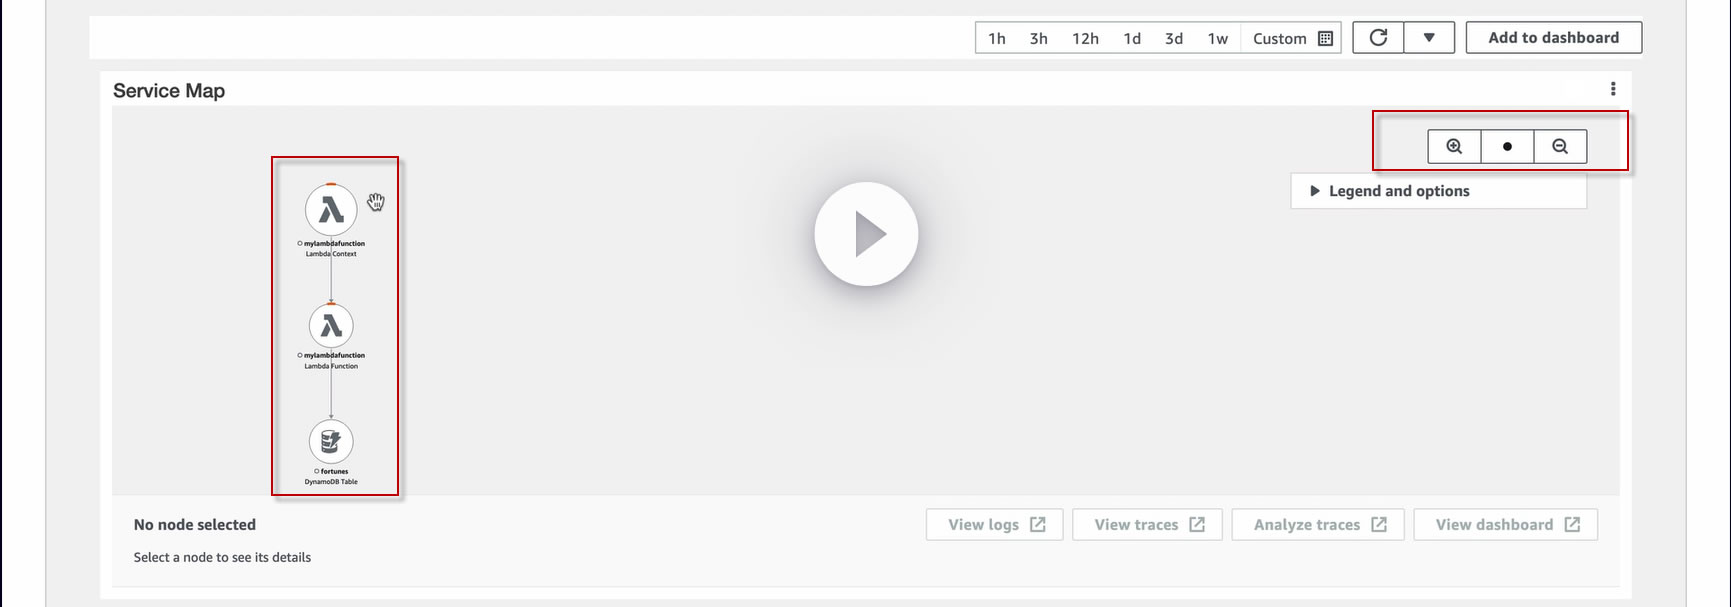 1h 3h 12h 1d 3d 1w Custom Add to dashboard
Service Map
Legend and options
mylambdafunction
Lambda Context
mylambdafunction
Lambda Function
fortunes
DynamoDB Table
No node selected View logs View traces Analyze traces View dashboard
Select a node to see its details